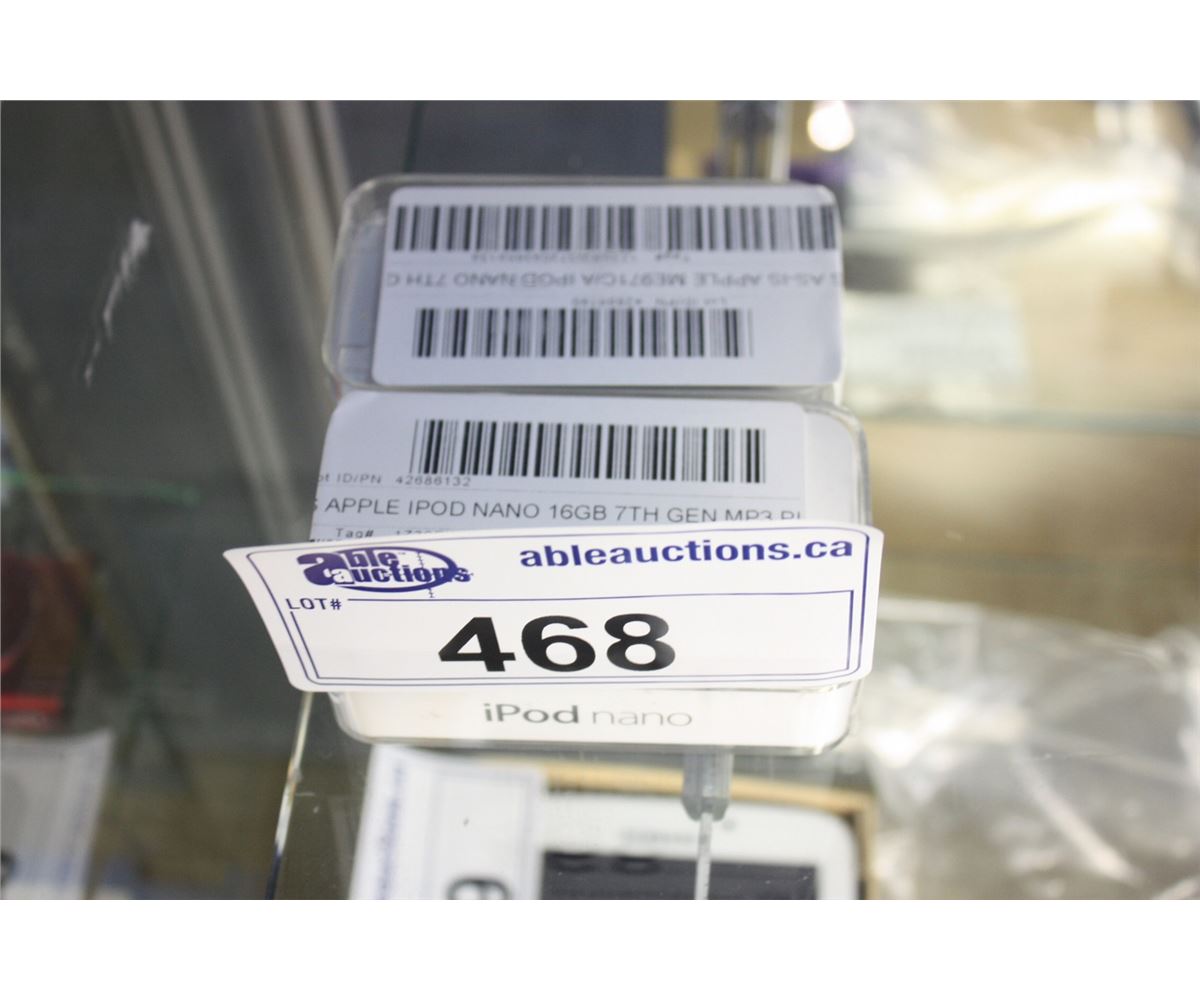 S AS-IS APPLE ME971C/A IPOD NANO 7TH G
ot ID/PN 42686132
S APPLE IPOD NANO 16GB 7TH GEN MP3 PL
Tag#
able auctions
ableauctions.ca
LOT#
468
iPod nano